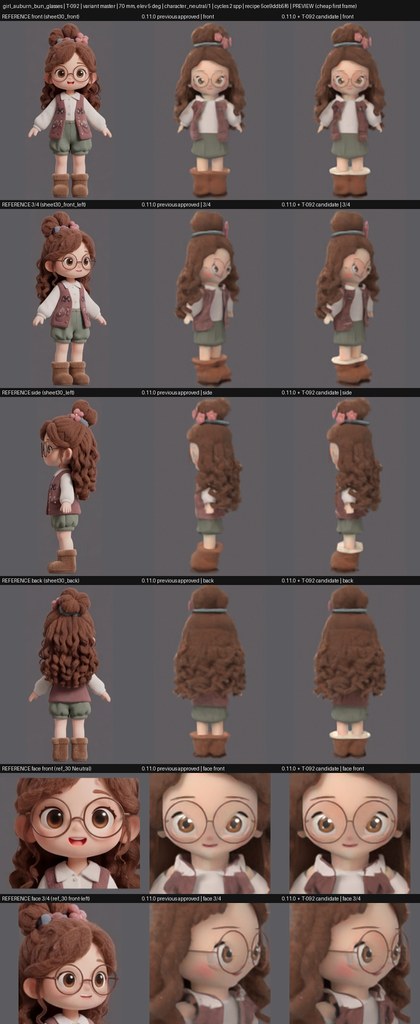 girl_auburn_bun_glasses | T-092 | variant master | 70 mm, elev 5 deg | character_neutral/1 | cycles 2 spp | recipe | PREVIEW (cheap first frame)
REFERENCE front (sheet30_front)
0.11.0 previous approved | front
0.11.0 + T-092 candidate | front
REFERENCE 3/4 (sheet30_front_left)
0.11.0 previous approved | 3/4
0.11.0 + T-092 candidate | 3/4
REFERENCE side (sheet30_left)
0.11.0 previous approved | side
0.11.0 + T-092 candidate | side
REFERENCE back (sheet30_back)
0.11.0 previous approved | back
0.11.0 + T-092 candidate | back
REFERENCE face front (ref_30 Neutral)
0.11.0 previous approved | face front
0.11.0 + T-092 candidate | face front
REFERENCE face 3/4 (ref_30 front-left)
0.11.0 previous approved | face 3/4
0.11.0 + T-092 candidate | face 3/4